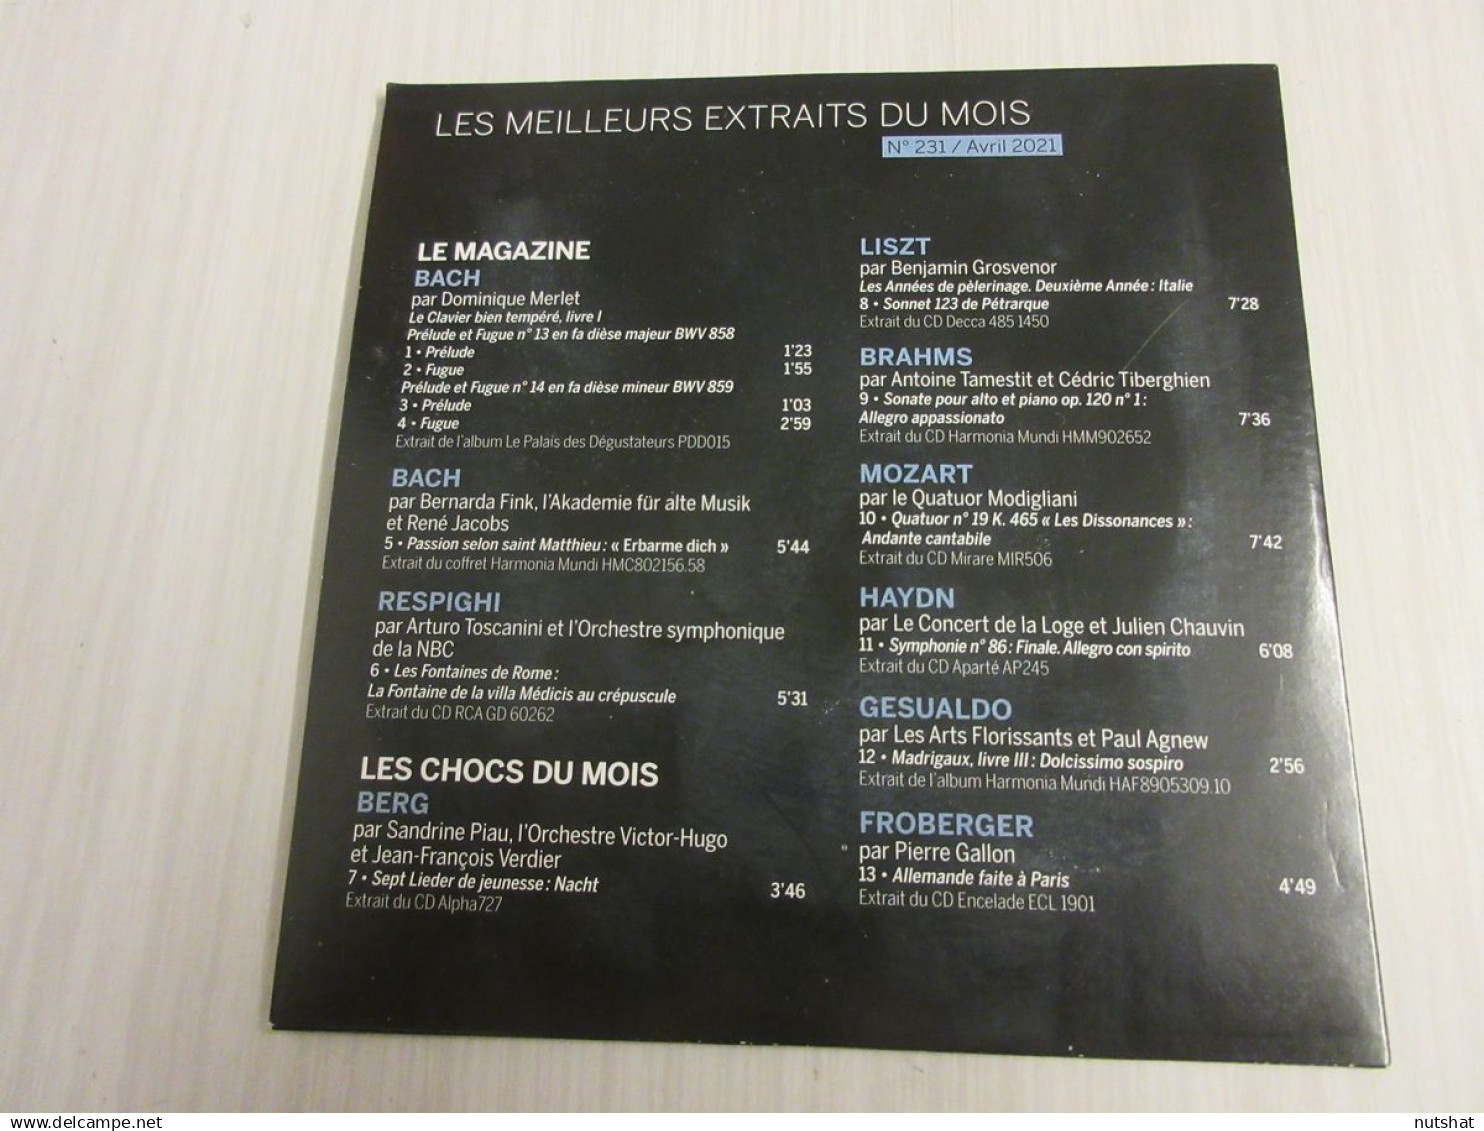 LES MEILLEURS EXTRAITS DU MOIS
N° 231 / Avril 2021
LE MAGAZINE
BACH
par Dominique Merlet
Le Clavier bien tempéré, livre I
Prélude et Fugue n° 13 en fa dièse majeur BWV 858
1 • Prélude 1'23
2 • Fugue 1'55
Prélude et Fugue n° 14 en fa dièse mineur BWV 859
3 • Prélude 1'03
4 • Fugue 2'59
Extrait de l'album Le Palais des Dégustateurs PDD015
BACH
par Bernarda Fink, l'Akademie für alte Musik
et René Jacobs
5 • Passion selon saint Matthieu : « Erbarme dich » 5'44
Extrait du coffret Harmonia Mundi HMC802156.58
RESPIGHI
par Arturo Toscanini et l'Orchestre symphonique
de la NBC
6 • Les Fontaines de Rome :
La Fontaine de la villa Médicis au crépuscule 5'31
Extrait du CD RCA GD 60262
LES CHOCS DU MOIS
BERG
par Sandrine Piau, l'Orchestre Victor-Hugo
et Jean-François Verdier
7 • Sept Lieder de jeunesse : Nacht 3'46
Extrait du CD Alpha727
LISZT
par Benjamin Grosvenor
Les Années de pèlerinage. Deuxième Année : Italie
8 • Sonnet 123 de Pétrarque 7'28
Extrait du CD Decca 485 1450
BRAHMS
par Antoine Tamestit et Cédric Tiberghien
9 • Sonate pour alto et piano op. 120 n° 1 :
Allegro appassionato 7'36
Extrait du CD Harmonia Mundi HMM902652
MOZART
par le Quatuor Modigliani
10 • Quatuor n° 19 K. 465 « Les Dissonances » :
Andante cantabile 7'42
Extrait du CD Mirare MIR506
HAYDN
par Le Concert de la Loge et Julien Chauvin
11 • Symphonie n° 86 : Finale. Allegro con spirito 6'08
Extrait du CD Aparté AP245
GESUALDO
par Les Arts Florissants et Paul Agnew
12 • Madrigaux, livre III : Dolcissimo sospiro 2'56
Extrait de l'album Harmonia Mundi HAF8905309.10
FROBERGER
par Pierre Gallon
13 • Allemande faite à Paris 4'49
Extrait du CD Encelade ECL 1901
delcampe.net
nutshat